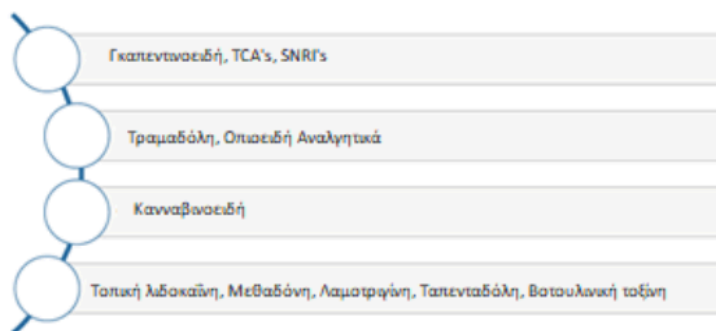 Γκαπεντινοειδή, TCA's, SNRI's
Τραμαδόλη, Οπιοειδή Αναλγητικά
Κανναβινοειδή
Τοπική λιδοκαΐνη, Μεθαδόνη, Λαμοτριγίνη, Ταπενταδόλη, Βοτουλινική τοξίνη